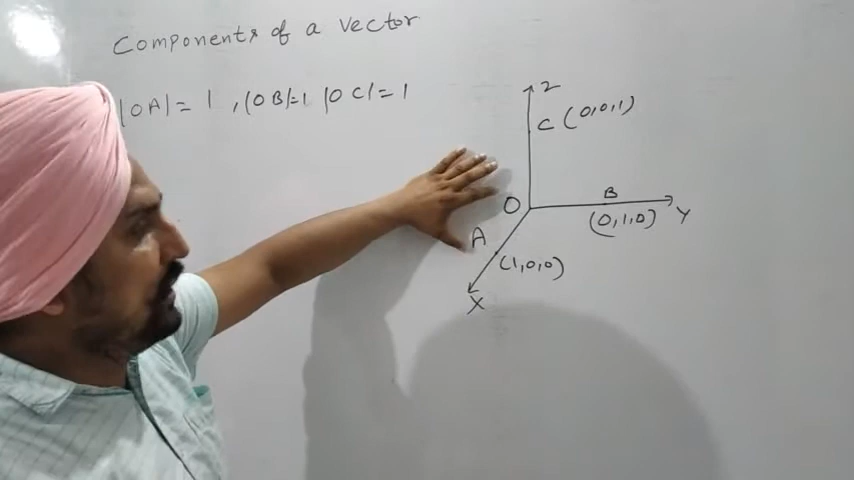 Components of a vector
|OA| = 1 , |OB|=1 |OC| = 1
Z
C (0,0,1)
O
B
(0,1,0)
Y
A
(1,0,0)
X